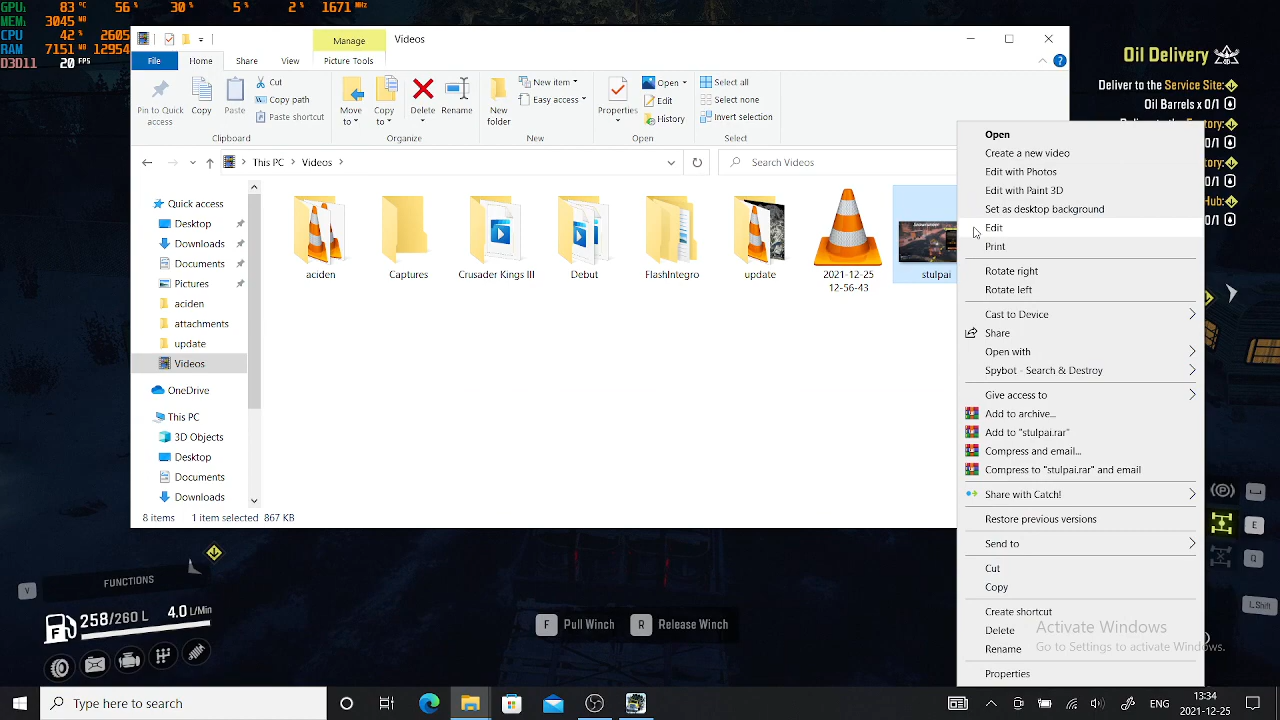 GPU1 83 °C 56 % 30 % 5 % 2 % 1671 MHz
MEM1 3045 MB
CPU 42 % 2605
RAM 7151 MB 12954
D3D11 20 FPS
Manage
Videos
File
Home
Share
View
Picture Tools
Pin to Quick access
Copy
Paste
Cut
Copy path
Paste shortcut
Clipboard
Move to
Copy to
Delete
Rename
Organize
New folder
New item
Easy access
New
Properties
Open
Edit
History
Open
Select all
Select none
Invert selection
Select
This PC
Videos
Search Videos
Quick access
Desktop
Downloads
Documents
Pictures
aciden
attachments
update
Videos
OneDrive
This PC
3D Objects
Desktop
Documents
Downloads
aciden
Captures
Crusader Kings III
Debut
FlashIntegro
update
2021-12-25
12-56-43
stulpai
8 items 1 item selected 867 KB
Open
Create a new video
Edit with Photos
Edit with Paint 3D
Set as desktop background
Edit
Print
Rotate right
Rotate left
Cast to Device
Share
Open with
Spybot - Search & Destroy
Give access to
Add to archive...
Add to "stulpai.rar"
Compress and email...
Compress to "stulpai.rar" and email
Share with Catch!
Restore previous versions
Send to
Cut
Copy
Create shortcut
Delete
Rename
Properties
Oil Delivery
Deliver to the Service Site:
Oil Barrels x 0/1
Factory:
0/1
Hub:
0/1
E
Q
L.Shift
V
FUNCTIONS
258/260 L 4.0 L/Min
F Pull Winch R Release Winch
Activate Windows
Go to Settings to activate Windows.
Type here to search
ENG
13:34
2021-12-25